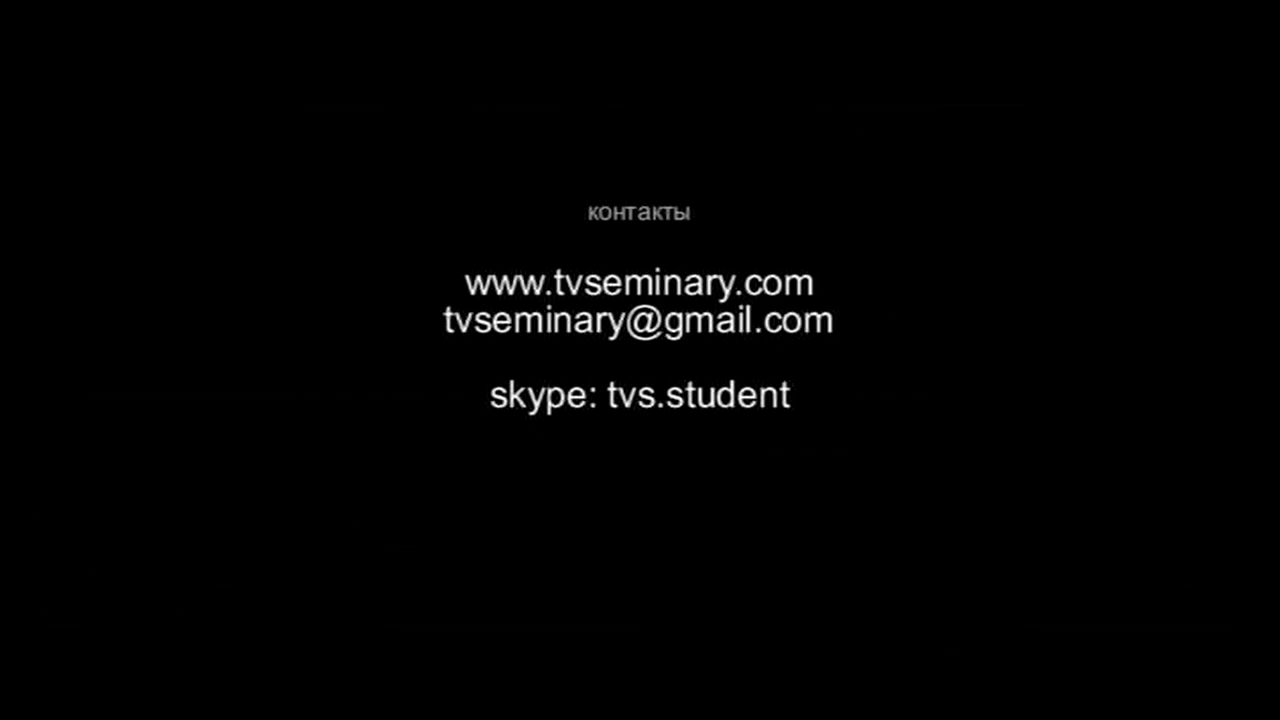 контакты
www.tvseminary.com
tvseminary@gmail.com
skype: tvs.student